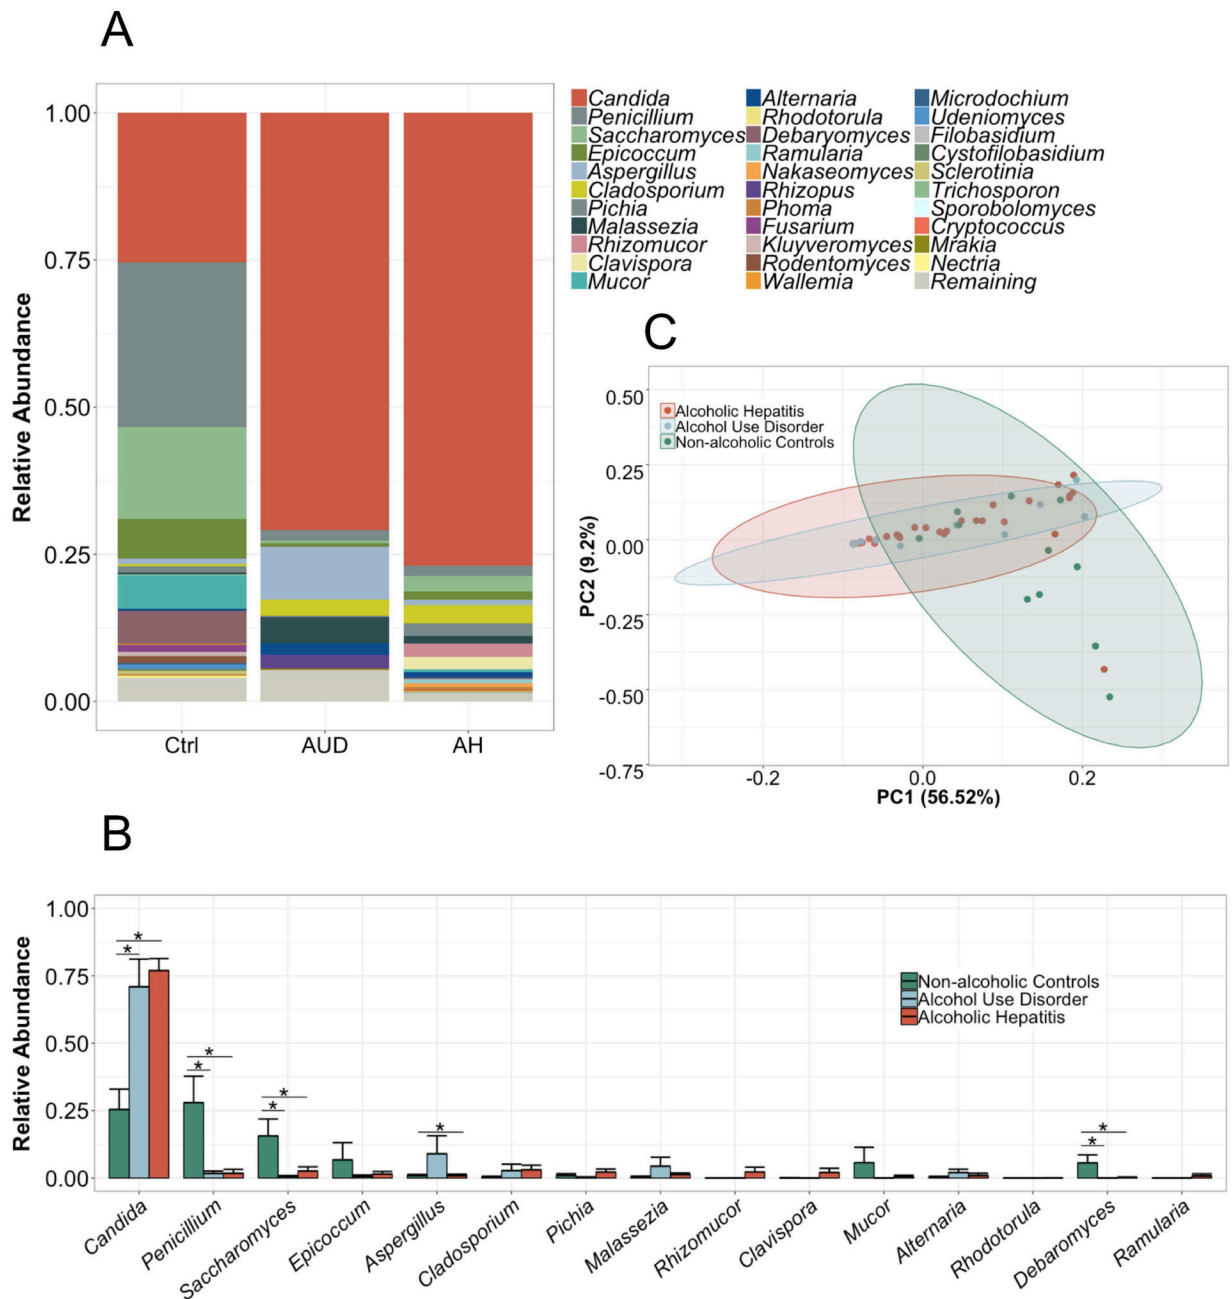 A
1.00
0.75
0.50
0.25
0.00
Relative Abundance
Ctrl
AUD
AH
Candida
Penicillium
Saccharomyces
Epicoccum
Aspergillus
Cladosporium
Pichia
Malassezia
Rhizomucor
Clavispora
Mucor
Alternaria
Rhodotorula
Debaryomyces
Ramularia
Nakaseomyces
Rhizopus
Phoma
Fusarium
Kluyveromyces
Rodentomyces
Wallemia
Microdochium
Udeniomyces
Filobasidium
Cystofilobasidium
Sclerotinia
Trichosporon
Sporobolomyces
Cryptococcus
Mrakia
Nectria
Remaining
C
0.50
0.25
0.00
-0.25
-0.50
-0.75
PC2 (9.2%)
Alcoholic Hepatitis
Alcohol Use Disorder
Non-alcoholic Controls
-0.2
0.0
0.2
PC1 (56.52%)
B
1.00
0.75
0.50
0.25
0.00
Relative Abundance
*
*
*
*
*
*
*
*
*
Non-alcoholic Controls
Alcohol Use Disorder
Alcoholic Hepatitis
Candida
Penicillium
Saccharomyces
Epicoccum
Aspergillus
Cladosporium
Pichia
Malassezia
Rhizomucor
Clavispora
Mucor
Alternaria
Rhodotorula
Debaromyces
Ramularia